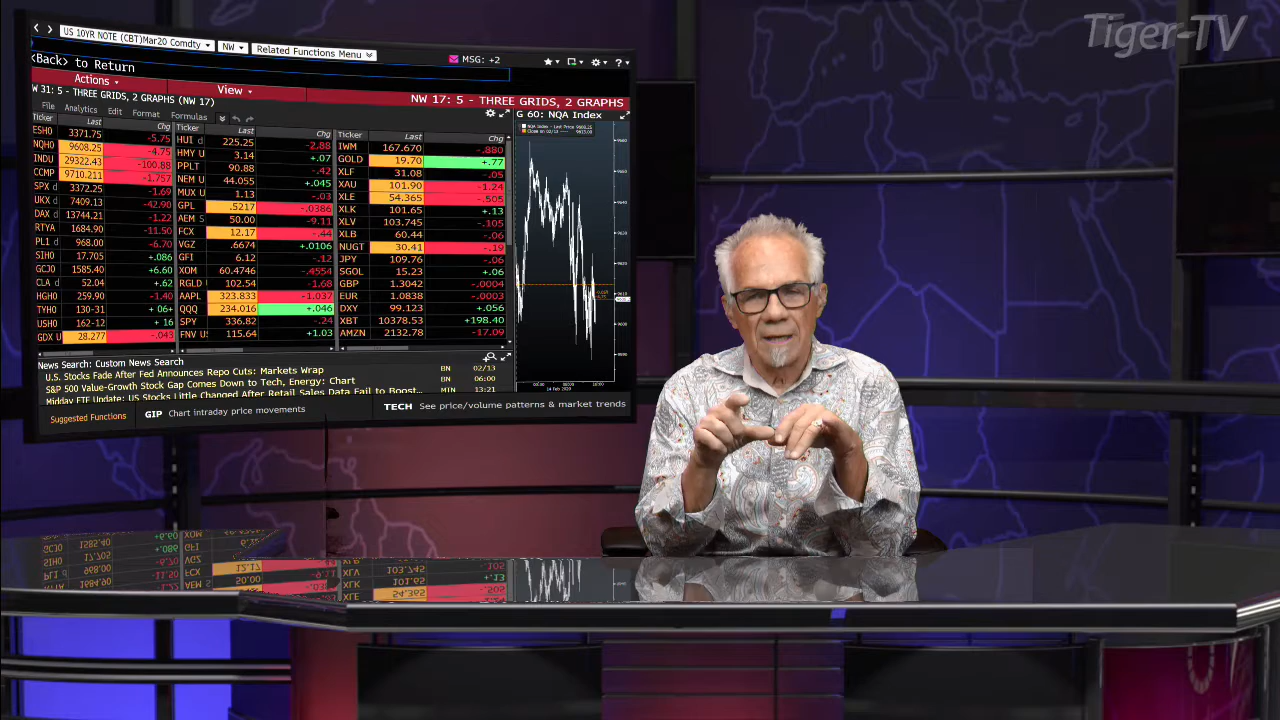 Tiger-TV
US 10YR NOTE (CBT)Mar20 Comdty NW Related Functions Menu
MSG: +2
<Back> to Return
Actions View NW 17: 5 - THREE GRIDS, 2 GRAPHS
W 31: 5 - THREE GRIDS, 2 GRAPHS (NW 17)
File Analytics Edit Format Formulas
G 60: NQA Index
Ticker Last Chg Ticker Last Chg Ticker Last Chg
ESH0 3371.75 -5.75 HUI d 225.25 -2.88 IWM 167.670 -.880
NQH0 9608.25 -4.75 HMY U 3.14 +.07 GOLD 19.70 +.77
INDU 29322.43 -100.88 PPLT 90.88 -.42 XLF 31.08 -.05
CCMP 9710.211 -1.757 NEM U 44.055 +.045 XAU 101.90 -1.24
SPX d 3372.25 -1.69 MUX U 1.13 -.03 XLE 54.365 -.505
UKX d 7409.13 -42.90 GPL .5217 -.0386 XLK 101.65 +.13
DAX d 13744.21 -1.22 AEM S 50.00 -9.11 XLV 103.745 -.105
RTYA 1684.90 -11.50 FCX 12.17 -.44 XLB 60.44 -.06
PL1 d 968.00 -6.70 VGZ .6674 +.0106 NUGT 30.41 -.19
SIH0 17.705 +.086 GFI 6.12 -.12 JPY 109.76 -.06
GCJ0 1585.40 +6.60 XOM 60.4746 -.4554 SGOL 15.23 +.06
CLA d 52.04 +.62 RGLD 102.54 -1.68 GBP 1.3042 -.0004
HGH0 259.90 -1.40 AAPL 323.833 -1.037 EUR 1.0838 -.0003
TYH0 130-31 + 06+ QQQ 234.016 +.046 DXY 99.123 +.056
USH0 162-12 + 16 SPY 336.82 -.24 XBT 10378.53 +198.40
GDX U 28.277 -.043 FNV U 115.64 +1.03 AMZN 2132.78 -17.09
News Search: Custom News Search
U.S. Stocks Fade After Fed Announces Repo Cuts: Markets Wrap BN 02/13
S&P 500 Value-Growth Stock Gap Comes Down to Tech, Energy: Chart BN 06:00
Midday ETF Update: US Stocks Little Changed After Retail Sales Data Fail to Boost... 13:21
Suggested Functions GIP Chart intraday price movements TECH See price/volume patterns & market trends